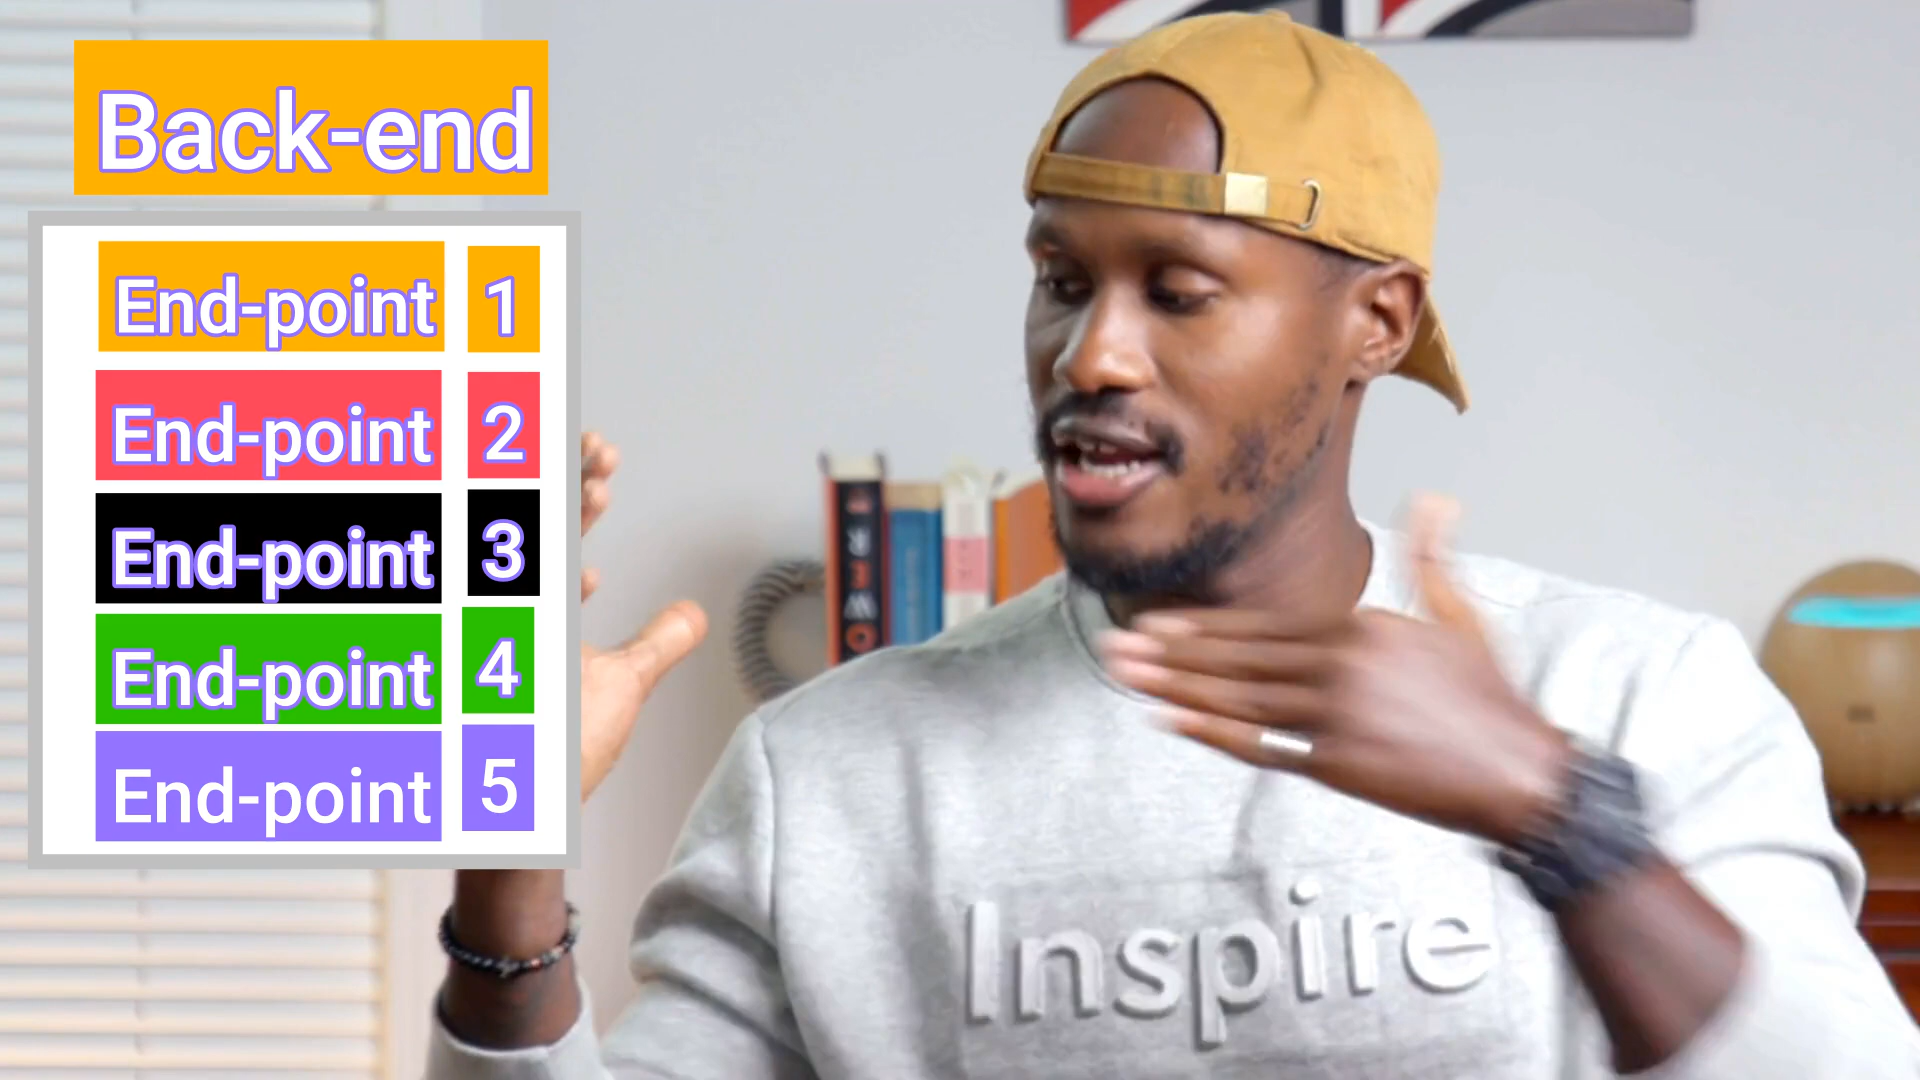 Back-end
End-point 1
End-point 2
End-point 3
End-point 4
End-point 5
Inspire